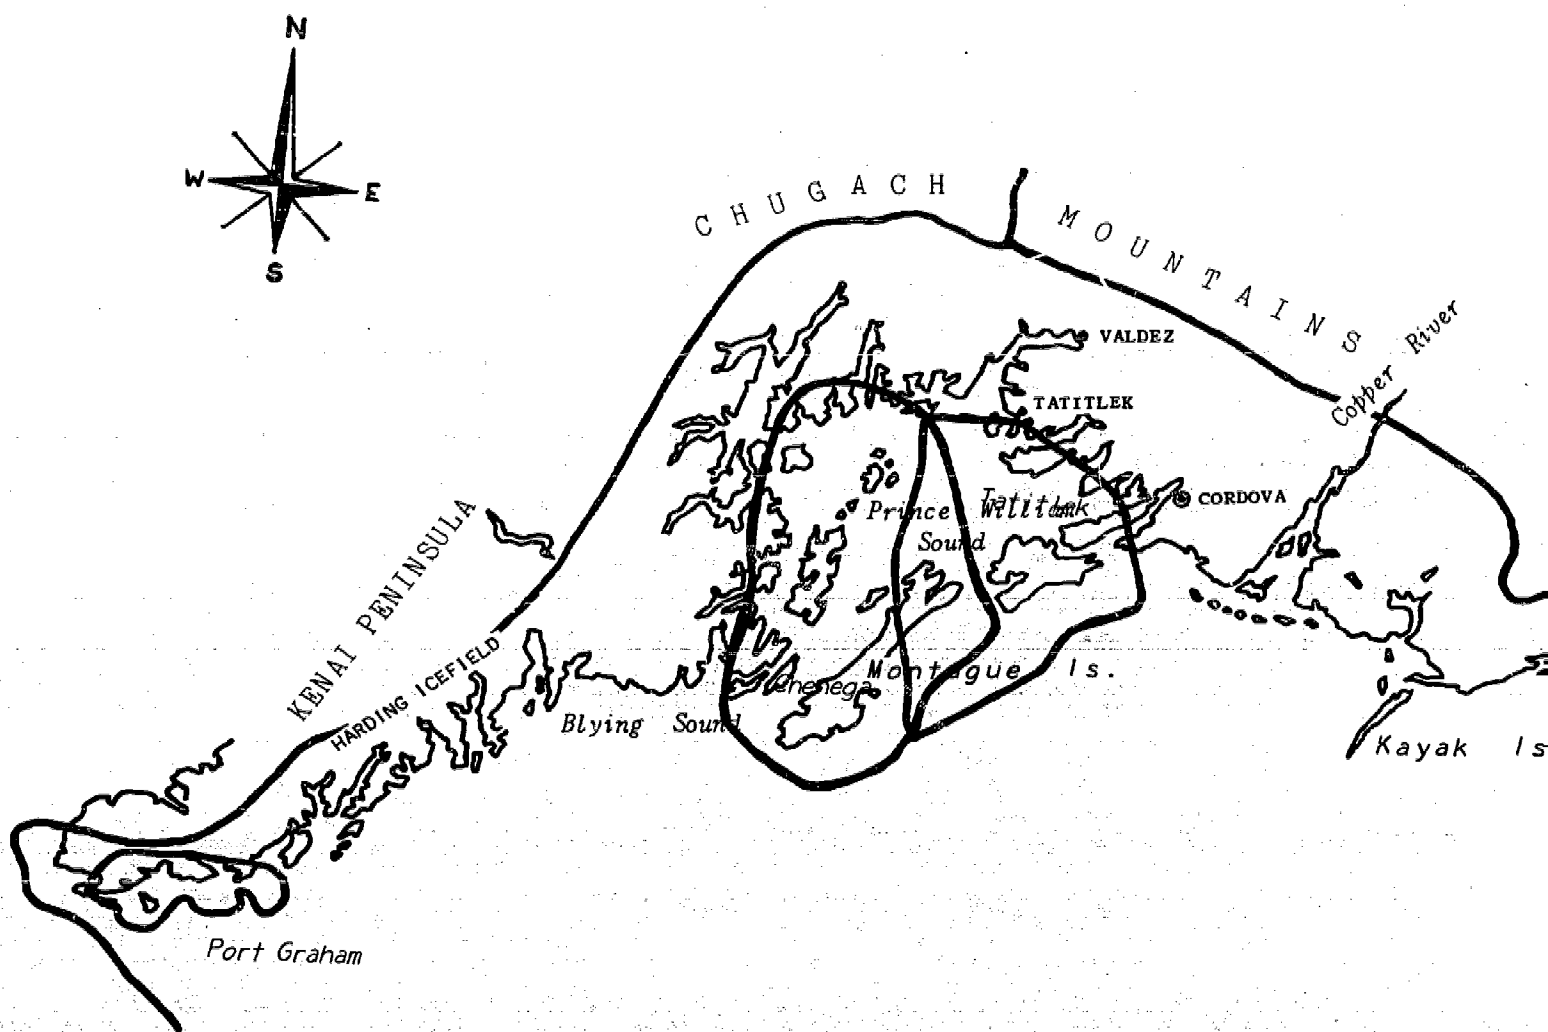 N
W E
S
CHUGACH MOUNTAINS
Copper River
VALDEZ
TATITLEK
CORDOVA
Prince William
Sound
Tatitlek
KENAI PENINSULA
HARDING ICEFIELD
Montague Is.
Chenega
Blying Sound
Kayak Is
Port Graham